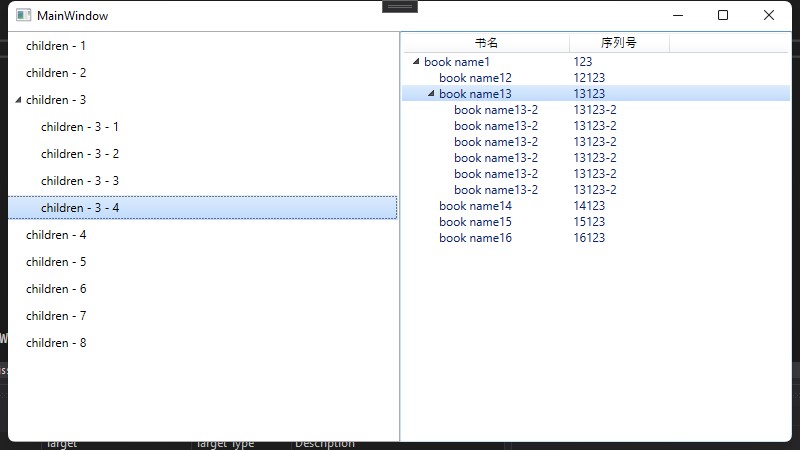 MainWindow
children - 1
children - 2
children - 3
children - 3 - 1
children - 3 - 2
children - 3 - 3
children - 3 - 4
children - 4
children - 5
children - 6
children - 7
children - 8
书名 序列号
book name1 123
book name12 12123
book name13 13123
book name13-2 13123-2
book name13-2 13123-2
book name13-2 13123-2
book name13-2 13123-2
book name13-2 13123-2
book name13-2 13123-2
book name14 14123
book name15 15123
book name16 16123
Target Target Type Description